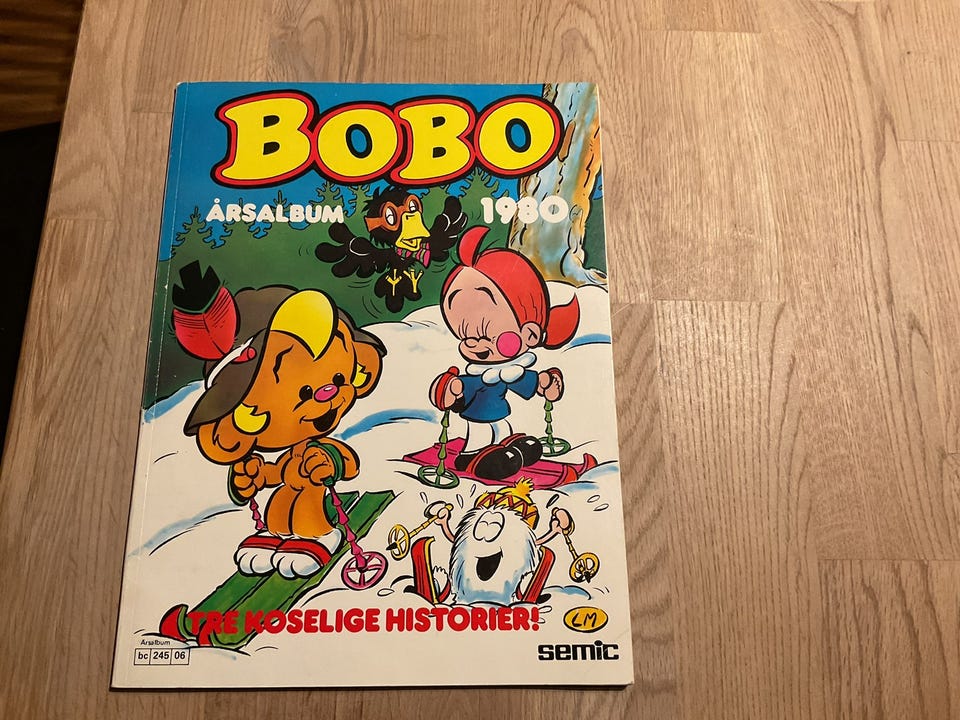 BOBO
ÅRSALBUM 1980
TRE KOSELIGE HISTORIER! LM
Årsalbum
bc 245 06
semic